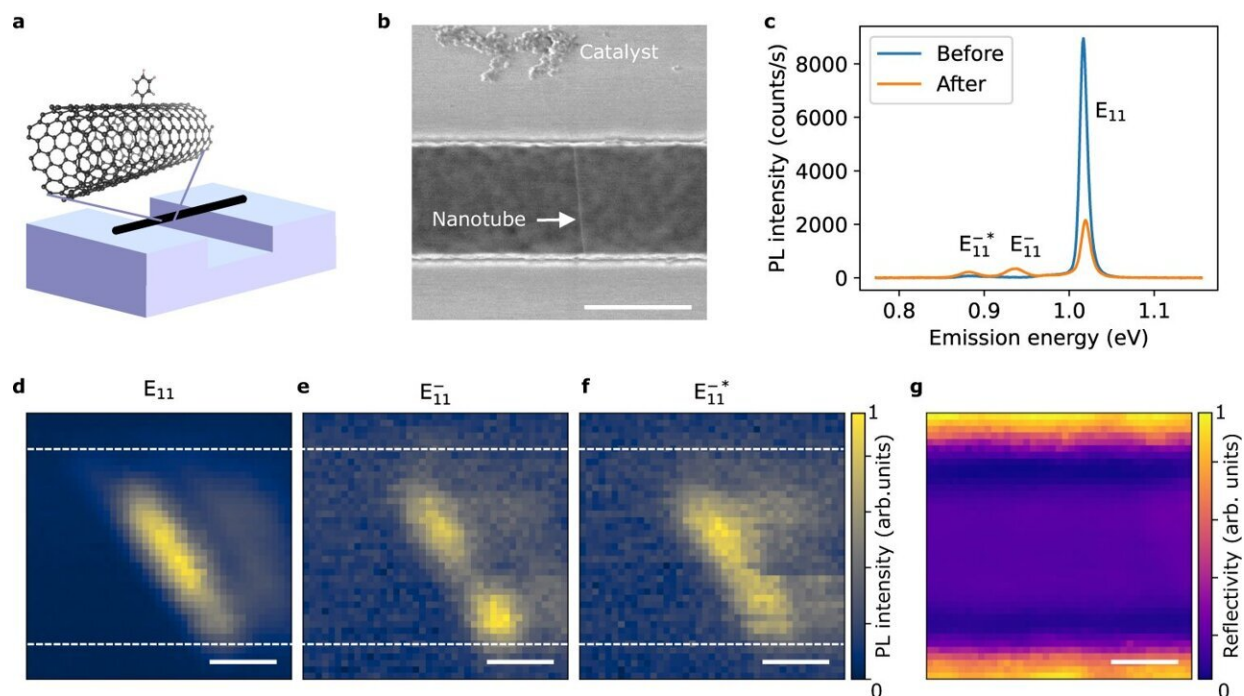 a
b
Catalyst
Nanotube
c
PL intensity (counts/s)
8000
6000
4000
2000
0
Before
After
E₁₁
E₁₁⁻*
E₁₁⁻
0.8 0.9 1.0 1.1
Emission energy (eV)
d E₁₁
e E₁₁⁻
f E₁₁⁻*
1
PL intensity (arb.units)
0
g
1
Reflectivity (arb. units)
0